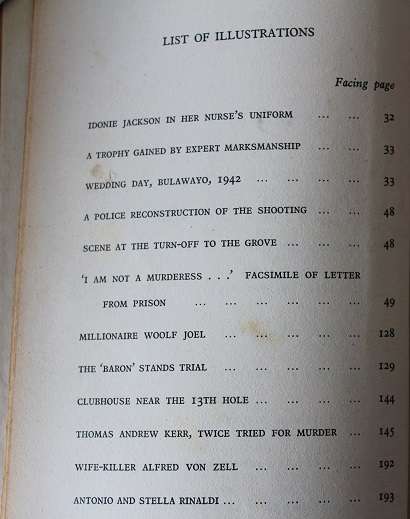 LIST OF ILLUSTRATIONS
Facing page
IDONIE JACKSON IN HER NURSE'S UNIFORM ... ... 32
A TROPHY GAINED BY EXPERT MARKSMANSHIP ... ... 33
WEDDING DAY, BULAWAYO, 1942 ... ... ... ... 33
A POLICE RECONSTRUCTION OF THE SHOOTING ... ... 48
SCENE AT THE TURN-OFF TO THE GROVE ... ... ... 48
'I AM NOT A MURDERESS . . .' FACSIMILE OF LETTER
FROM PRISON ... ... ... ... ... ... 49
MILLIONAIRE WOOLF JOEL ... ... ... ... ... 128
THE 'BARON' STANDS TRIAL ... ... ... ... ... 129
CLUBHOUSE NEAR THE 13TH HOLE ... ... ... ... 144
THOMAS ANDREW KERR, TWICE TRIED FOR MURDER ... 145
WIFE-KILLER ALFRED VON ZELL ... ... ... ... 192
ANTONIO AND STELLA RINALDI ... ... ... ... ... 193